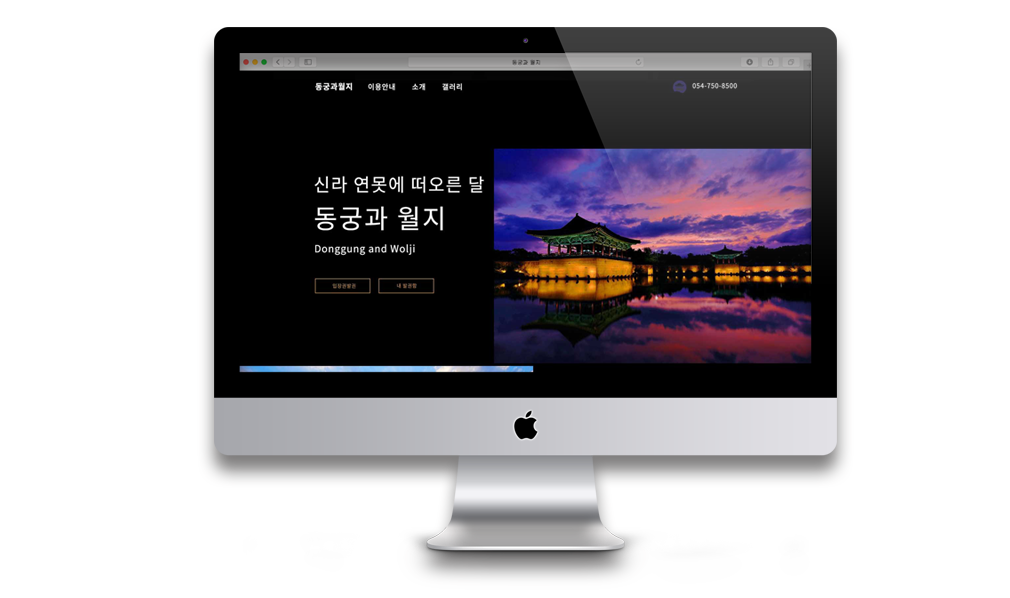 동궁과 월지
동궁과월지 이용안내 소개 갤러리 054-750-8500
신라 연못에 떠오른 달
동궁과 월지
Donggung and Wolji